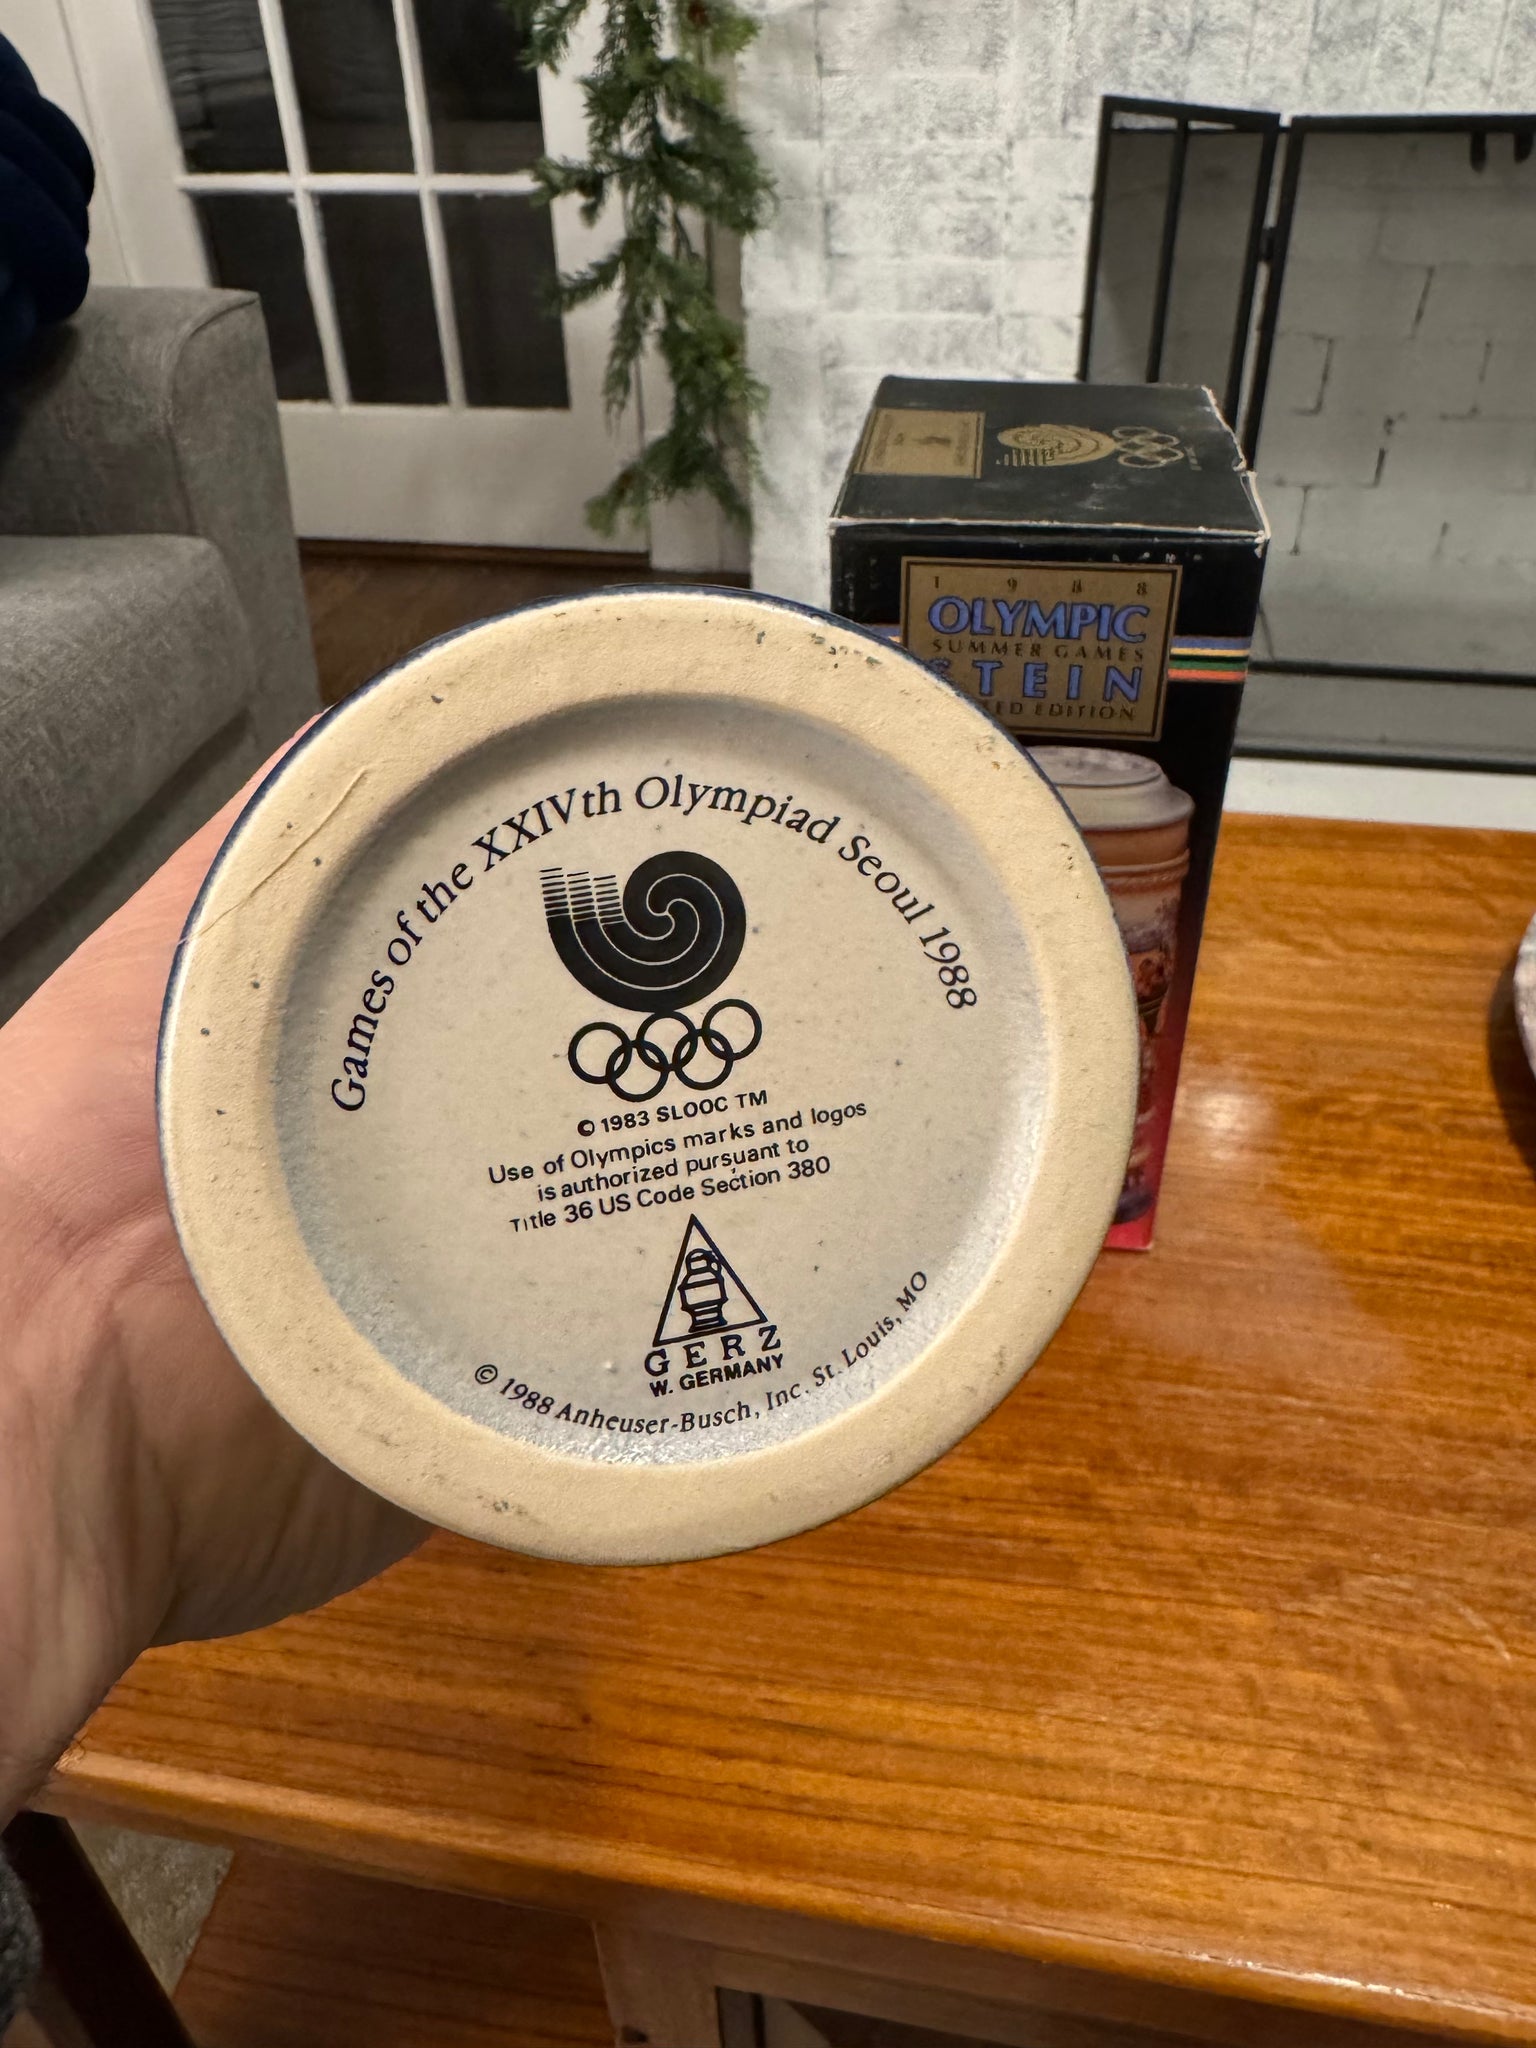 1988
OLYMPIC
SUMMER GAMES
STEIN
EDITION
Games of the XXIVth Olympiad Seoul 1988
© 1983 SLOOC TM
Use of Olympics marks and logos
is authorized pursuant to
Title 36 US Code Section 380
GERZ
W. GERMANY
© 1988 Anheuser-Busch, Inc. St. Louis, MO